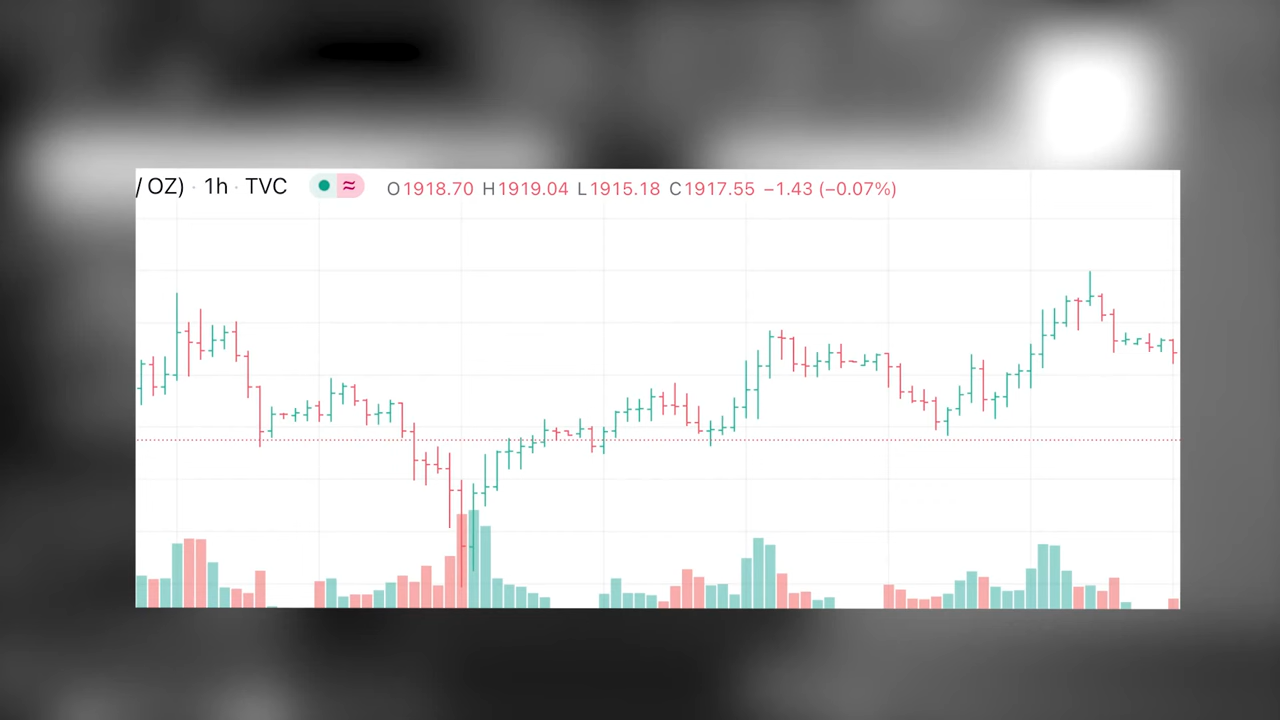 / OZ) · 1h · TVC ≈ O1918.70 H1919.04 L1915.18 C1917.55 −1.43 (−0.07%)